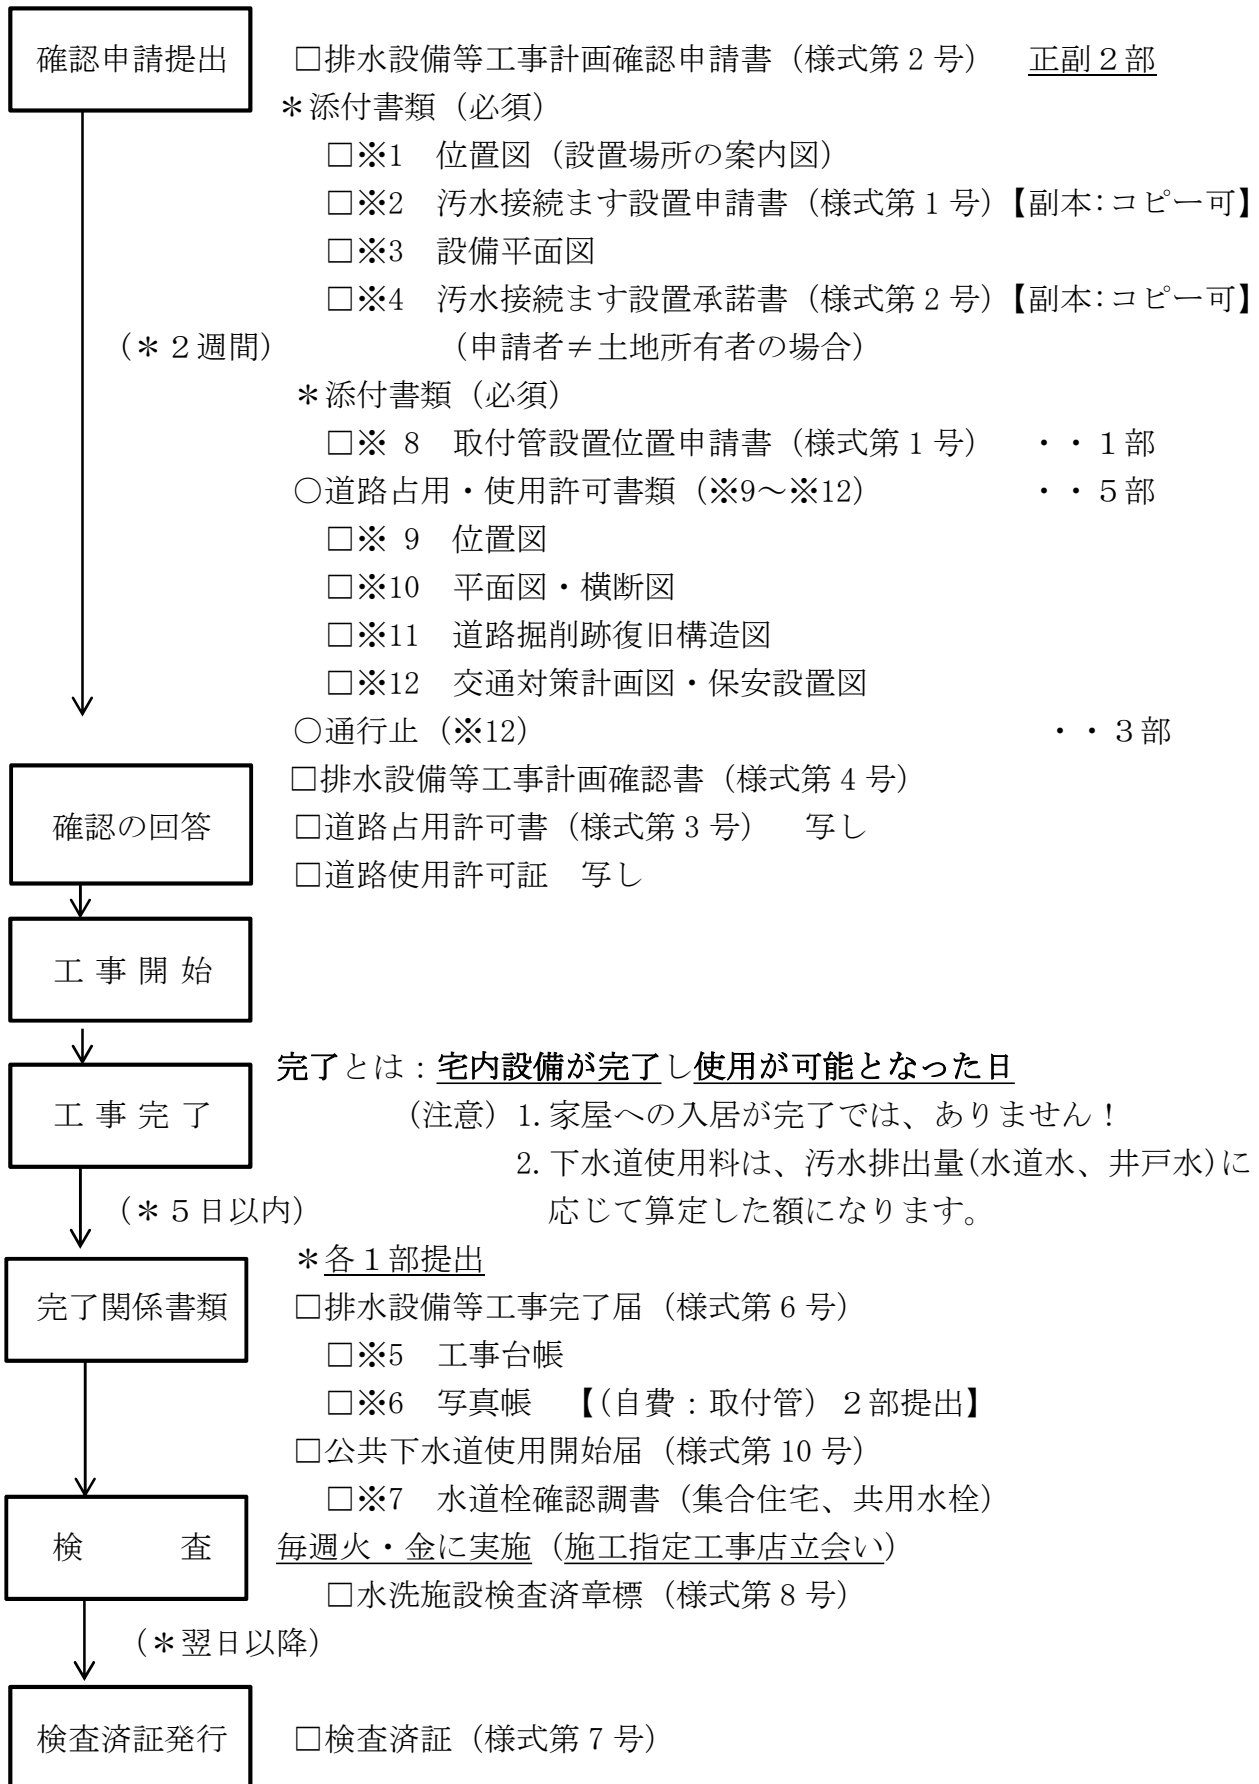 確認申請提出　□排水設備等工事計画確認申請書（様式第２号）　正副２部
＊添付書類（必須）
□※1　位置図（設置場所の案内図）
□※2　汚水接続ます設置申請書（様式第１号）【副本：コピー可】
□※3　設備平面図
□※4　汚水接続ます設置承諾書（様式第２号）【副本：コピー可】
（＊２週間）　（申請者≠土地所有者の場合）
＊添付書類（必須）
□※ 8　取付管設置位置申請書（様式第１号）　・・１部
○道路占用・使用許可書類（※9～※12）　・・５部
□※ 9　位置図
□※10　平面図・横断図
□※11　道路掘削跡復旧構造図
□※12　交通対策計画図・保安設置図
○通行止（※12）　・・３部
□排水設備等工事計画確認書（様式第４号）
確認の回答　□道路占用許可書（様式第３号）　写し
□道路使用許可証　写し
工 事 開 始
完了とは：宅内設備が完了し使用が可能となった日
工 事 完 了　（注意）1.家屋への入居が完了では、ありません！
2.下水道使用料は、汚水排出量(水道水、井戸水)に
（＊５日以内）　応じて算定した額になります。
＊各１部提出
完了関係書類　□排水設備等工事完了届（様式第６号）
□※5　工事台帳
□※6　写真帳　【（自費：取付管）２部提出】
□公共下水道使用開始届（様式第 10 号）
□※7　水道栓確認調書（集合住宅、共用水栓）
検　　査　毎週火・金に実施（施工指定工事店立会い）
□水洗施設検査済章標（様式第８号）
（＊翌日以降）
検査済証発行　□検査済証（様式第７号）